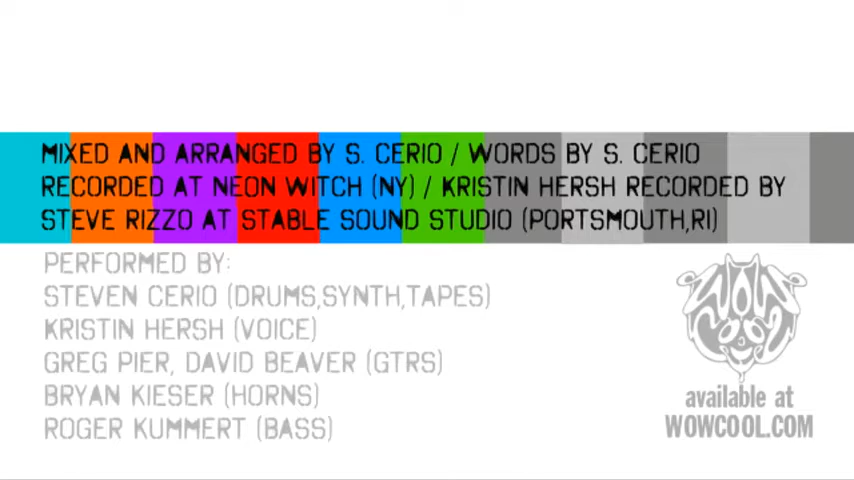 MIXED AND ARRANGED BY S. CERIO / WORDS BY S. CERIO
RECORDED AT NEON WITCH (NY) / KRISTIN HERSH RECORDED BY
STEVE RIZZO AT STABLE SOUND STUDIO (PORTSMOUTH,RI)
PERFORMED BY:
STEVEN CERIO (DRUMS,SYNTH,TAPES)
KRISTIN HERSH (VOICE)
GREG PIER, DAVID BEAVER (GTRS)
BRYAN KIESER (HORNS)
ROGER KUMMERT (BASS)
WOW
COOL
available at
WOWCOOL.COM